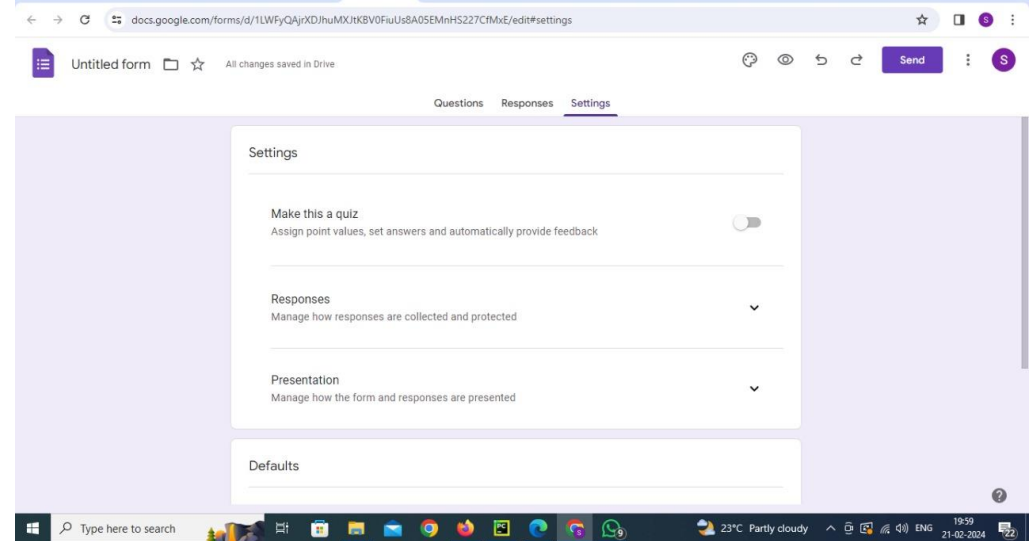 docs.google.com/forms/d/1LWFyQAjrXDJhuMXJtKBV0FiuUs8A05EMnHS227CfMxE/edit#settings
S
Untitled form
All changes saved in Drive
Send
S
Questions Responses Settings
Settings
Make this a quiz
Assign point values, set answers and automatically provide feedback
Responses
Manage how responses are collected and protected
Presentation
Manage how the form and responses are presented
Defaults
Type here to search
PC
S
9
23°C Partly cloudy
ENG
19:59
21-02-2024
22